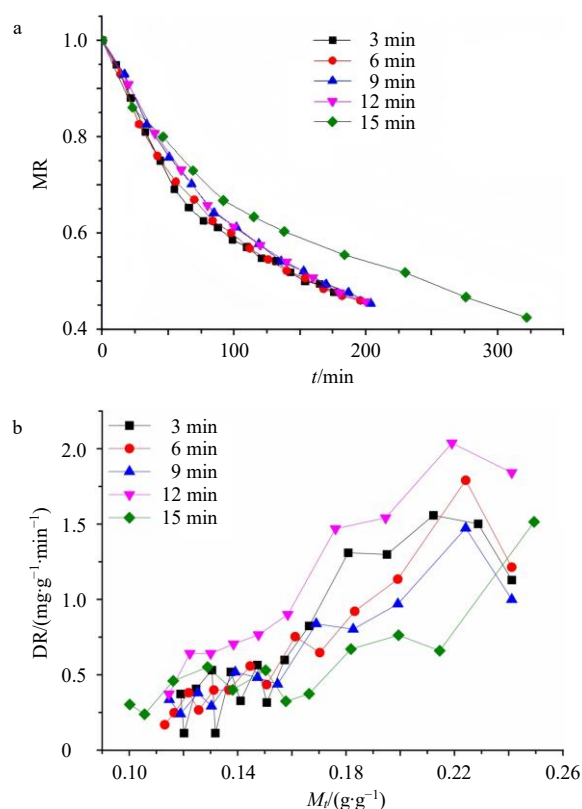 a
1.0
0.8
0.6
0.4
MR
3 min
6 min
9 min
12 min
15 min
0 100 200 300
t/min
b
2.0
1.5
1.0
0.5
0
DR/(mg·g⁻¹·min⁻¹)
3 min
6 min
9 min
12 min
15 min
0.10 0.14 0.18 0.22 0.26
Mₜ/(g·g⁻¹)